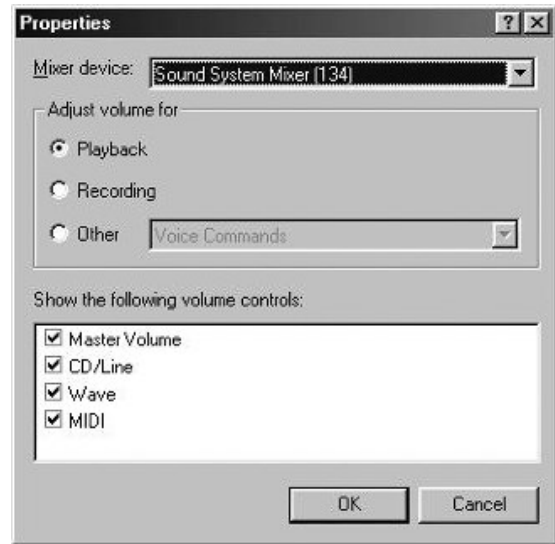 Properties
Mixer device: Sound System Mixer [134]
Adjust volume for
Playback
Recording
Other Voice Commands
Show the following volume controls:
Master Volume
CD/Line
Wave
MIDI
OK Cancel